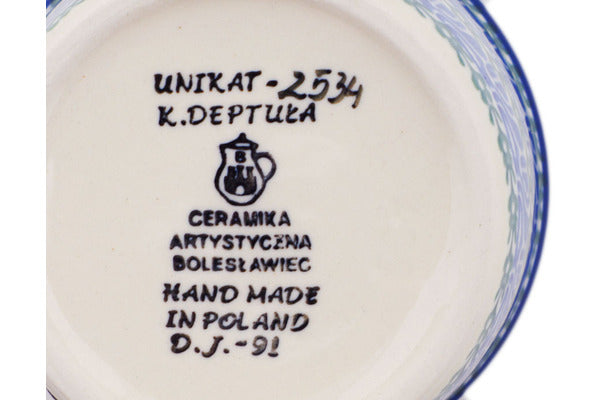 UNIKAT - 2534
K. DEPTUŁA
B
CERAMIKA
ARTYSTYCZNA
BOLESŁAWIEC
HAND MADE
IN POLAND
D.J.-91